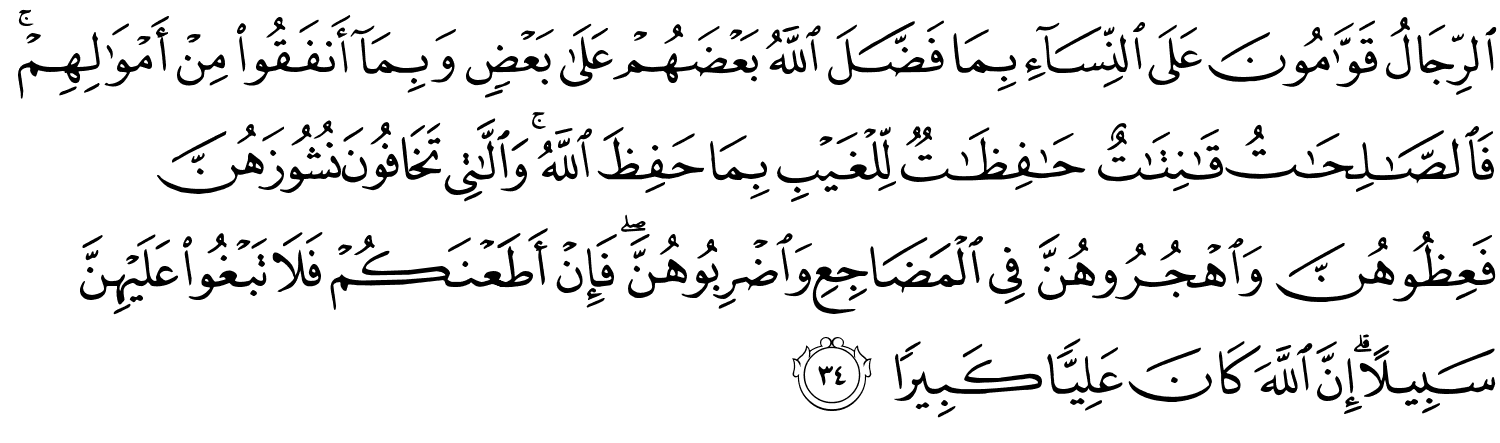 ٱلرِّجَالُ قَوَّٰمُونَ عَلَى ٱلنِّسَآءِ بِمَا فَضَّلَ ٱللَّهُ بَعْضَهُمْ عَلَىٰ بَعْضٍ وَبِمَآ أَنفَقُوا۟ مِنْ أَمْوَٰلِهِمْ ۚ
فَٱلصَّٰلِحَٰتُ قَٰنِتَٰتٌ حَٰفِظَٰتٌ لِّلْغَيْبِ بِمَا حَفِظَ ٱللَّهُ ۚ وَٱلَّٰتِى تَخَافُونَ نُشُوزَهُنَّ
فَعِظُوهُنَّ وَٱهْجُرُوهُنَّ فِى ٱلْمَضَاجِعِ وَٱضْرِبُوهُنَّ ۖ فَإِنْ أَطَعْنَكُمْ فَلَا تَبْغُوا۟ عَلَيْهِنَّ
سَبِيلًا ۗ إِنَّ ٱللَّهَ كَانَ عَلِيًّا كَبِيرًا ٣٤